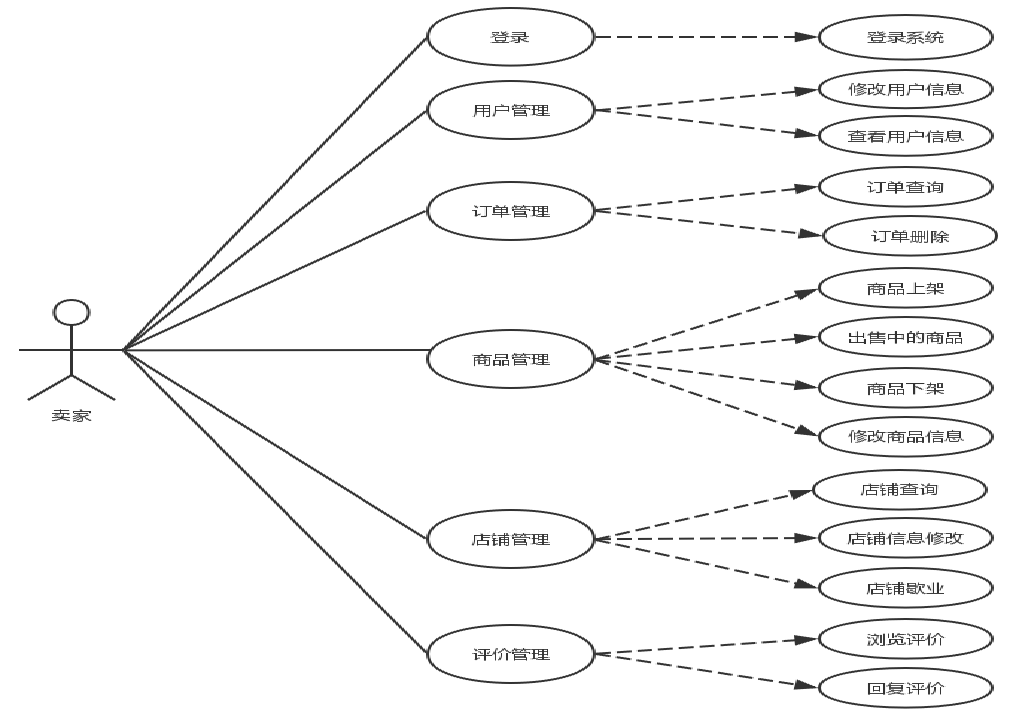 登录
登录系统
用户管理
修改用户信息
查看用户信息
订单管理
订单查询
订单删除
商品管理
商品上架
出售中的商品
商品下架
修改商品信息
卖家
店铺管理
店铺查询
店铺信息修改
店铺歇业
评价管理
浏览评价
回复评价